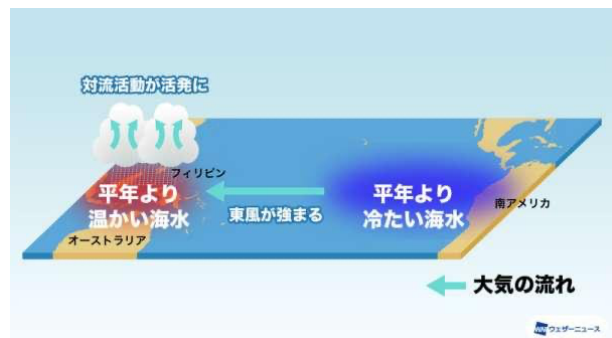 対流活動が活発に
フィリピン
平年より
温かい海水
オーストラリア
東風が強まる
平年より
冷たい海水
南アメリカ
大気の流れ
ウェザーニュース